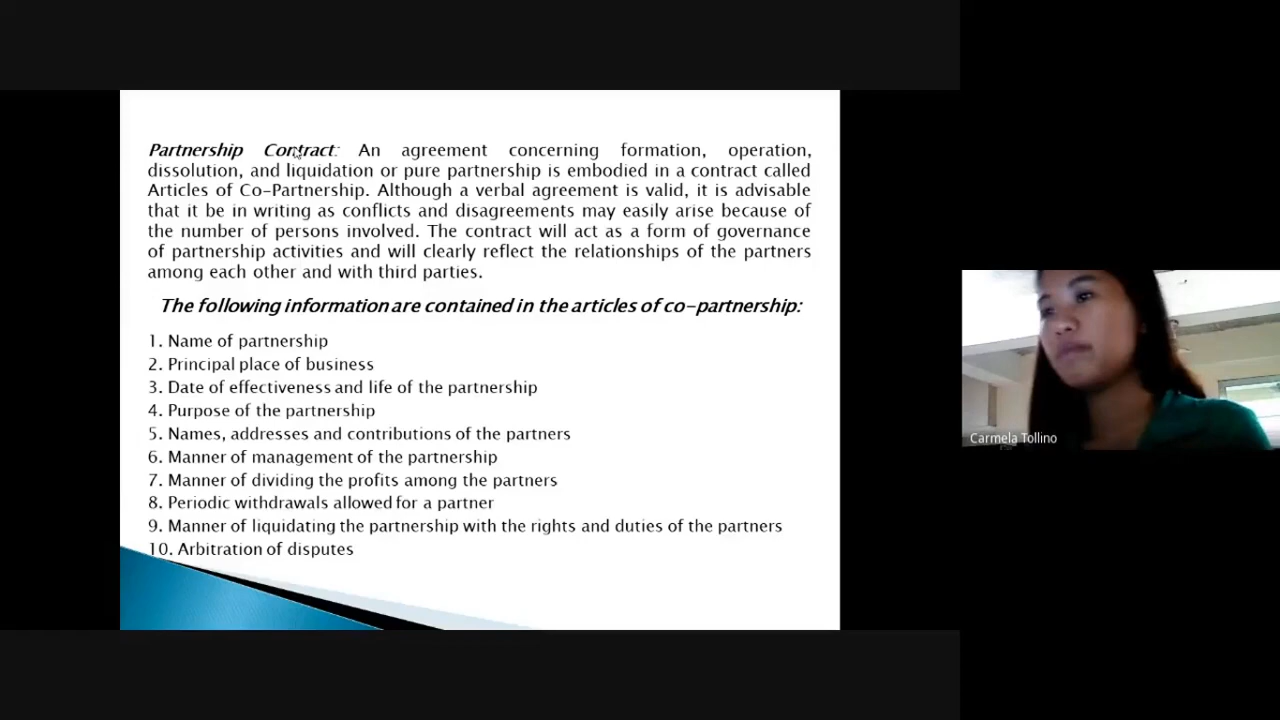 Partnership Contract: An agreement concerning formation, operation,
dissolution, and liquidation or pure partnership is embodied in a contract called
Articles of Co-Partnership. Although a verbal agreement is valid, it is advisable
that it be in writing as conflicts and disagreements may easily arise because of
the number of persons involved. The contract will act as a form of governance
of partnership activities and will clearly reflect the relationships of the partners
among each other and with third parties.
The following information are contained in the articles of co-partnership:
1. Name of partnership
2. Principal place of business
3. Date of effectiveness and life of the partnership
4. Purpose of the partnership
5. Names, addresses and contributions of the partners
6. Manner of management of the partnership
7. Manner of dividing the profits among the partners
8. Periodic withdrawals allowed for a partner
9. Manner of liquidating the partnership with the rights and duties of the partners
10. Arbitration of disputes
Carmela Tollino